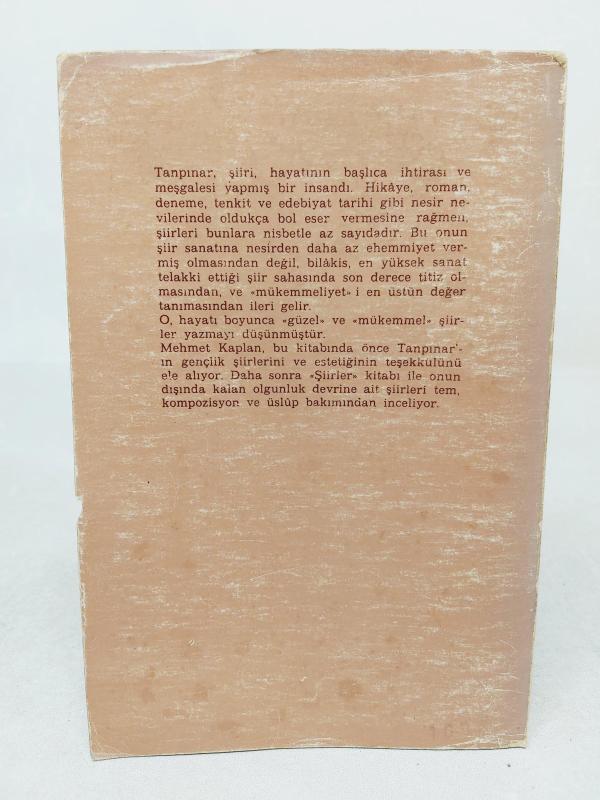 Tanpınar, şiiri, hayatının başlıca ihtirası ve
meşgalesi yapmış bir insandı. Hikâye, roman,
deneme, tenkit ve edebiyat tarihi gibi nesir ne-
vilerinde oldukça bol eser vermesine rağmen,
şiirleri bunlara nisbetle az sayıdadır. Bu onun
şiir sanatına nesirden daha az ehemmiyet ver-
miş olmasından değil, bilâkis, en yüksek sanat
telakki ettiği şiir sahasında son derece titiz ol-
masından, ve «mükemmeliyet» i en üstün değer
tanımasından ileri gelir.
O, hayatı boyunca «güzel» ve «mükemmel» şiir-
ler yazmayı düşünmüştür.
Mehmet Kaplan, bu kitabında önce Tanpınar'-
ın gençlik şiirlerini ve estetiğinin teşekkülünü
ele alıyor. Daha sonra «Şiirler» kitabı ile onun
dışında kalan olgunluk devrine ait şiirleri tem,
kompozisyon ve üslûp bakımından inceliyor.